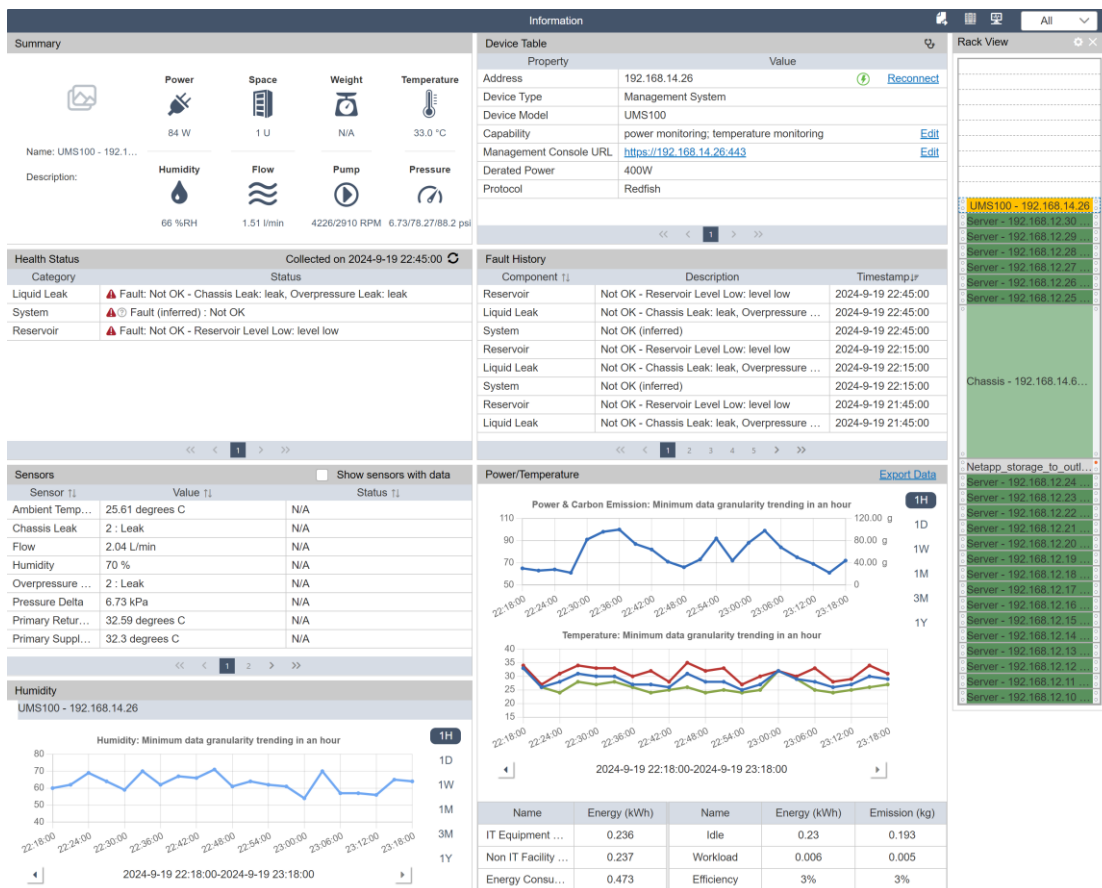 Information
All
Summary
Power
Space
Weight
Temperature
84 W
1 U
N/A
33.0 °C
Name: UMS100 - 192.1...
Description:
Humidity
Flow
Pump
Pressure
66 %RH
1.51 l/min
4226/2910 RPM
6.73/78.27/88.2 psi
Device Table
Property Value
Address 192.168.14.26 Reconnect
Device Type Management System
Device Model UMS100
Capability power monitoring; temperature monitoring Edit
Management Console URL https://192.168.14.26:443 Edit
Derated Power 400W
Protocol Redfish
1
Health Status Collected on 2024-9-19 22:45:00
Category Status
Liquid Leak Fault: Not OK - Chassis Leak: leak, Overpressure Leak: leak
System Fault (inferred) : Not OK
Reservoir Fault: Not OK - Reservoir Level Low: level low
1
Fault History
Component Description Timestamp
Reservoir Not OK - Reservoir Level Low: level low 2024-9-19 22:45:00
Liquid Leak Not OK - Chassis Leak: leak, Overpressure ... 2024-9-19 22:45:00
System Not OK (inferred) 2024-9-19 22:45:00
Reservoir Not OK - Reservoir Level Low: level low 2024-9-19 22:15:00
Liquid Leak Not OK - Chassis Leak: leak, Overpressure ... 2024-9-19 22:15:00
System Not OK (inferred) 2024-9-19 22:15:00
Reservoir Not OK - Reservoir Level Low: level low 2024-9-19 21:45:00
Liquid Leak Not OK - Chassis Leak: leak, Overpressure ... 2024-9-19 21:45:00
1 2 3 4 5
Sensors Show sensors with data
Sensor Value Status
Ambient Temp... 25.61 degrees C N/A
Chassis Leak 2 : Leak N/A
Flow 2.04 L/min N/A
Humidity 70 % N/A
Overpressure ... 2 : Leak N/A
Pressure Delta 6.73 kPa N/A
Primary Retur... 32.59 degrees C N/A
Primary Suppl... 32.3 degrees C N/A
1 2
Humidity
UMS100 - 192.168.14.26
Humidity: Minimum data granularity trending in an hour
80
70
60
50
40
22:18:00 22:24:00 22:30:00 22:36:00 22:42:00 22:48:00 22:54:00 23:00:00 23:06:00 23:12:00 23:18:00
2024-9-19 22:18:00-2024-9-19 23:18:00
1H
1D
1W
1M
3M
1Y
Power/Temperature Export Data
Power & Carbon Emission: Minimum data granularity trending in an hour
110
90
70
50
120.00 g
80.00 g
40.00 g
0
22:18:00 22:24:00 22:30:00 22:36:00 22:42:00 22:48:00 22:54:00 23:00:00 23:06:00 23:12:00 23:18:00
1H
1D
1W
1M
3M
1Y
Temperature: Minimum data granularity trending in an hour
40
35
30
25
20
15
22:18:00 22:24:00 22:30:00 22:36:00 22:42:00 22:48:00 22:54:00 23:00:00 23:06:00 23:12:00 23:18:00
2024-9-19 22:18:00-2024-9-19 23:18:00
Name Energy (kWh) Name Energy (kWh) Emission (kg)
IT Equipment ... 0.236 Idle 0.23 0.193
Non IT Facility ... 0.237 Workload 0.006 0.005
Energy Consu... 0.473 Efficiency 3% 3%
Rack View
UMS100 - 192.168.14.26
Server - 192.168.12.30 ...
Server - 192.168.12.29 ...
Server - 192.168.12.28 ...
Server - 192.168.12.27 ...
Server - 192.168.12.26 ...
Server - 192.168.12.25 ...
Chassis - 192.168.14.6...
Netapp_storage_to_outl...
Server - 192.168.12.24 ...
Server - 192.168.12.23 ...
Server - 192.168.12.22 ...
Server - 192.168.12.21 ...
Server - 192.168.12.20 ...
Server - 192.168.12.19 ...
Server - 192.168.12.18 ...
Server - 192.168.12.17 ...
Server - 192.168.12.16 ...
Server - 192.168.12.15 ...
Server - 192.168.12.14 ...
Server - 192.168.12.13 ...
Server - 192.168.12.12 ...
Server - 192.168.12.11 ...
Server - 192.168.12.10 ...